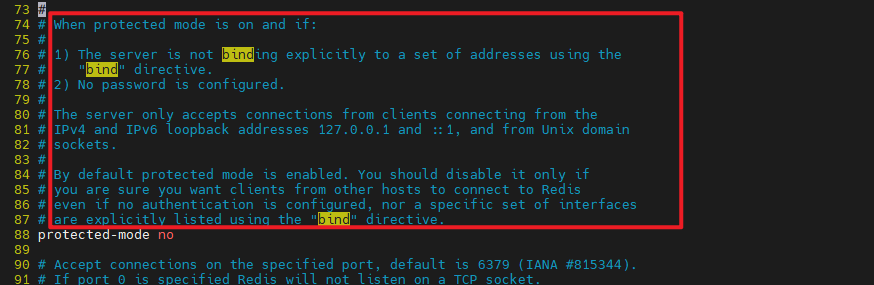 73 #
74 # When protected mode is on and if:
75 #
76 # 1) The server is not binding explicitly to a set of addresses using the
77 #    "bind" directive.
78 # 2) No password is configured.
79 #
80 # The server only accepts connections from clients connecting from the
81 # IPv4 and IPv6 loopback addresses 127.0.0.1 and ::1, and from Unix domain
82 # sockets.
83 #
84 # By default protected mode is enabled. You should disable it only if
85 # you are sure you want clients from other hosts to connect to Redis
86 # even if no authentication is configured, nor a specific set of interfaces
87 # are explicitly listed using the "bind" directive.
88 protected-mode no
89
90 # Accept connections on the specified port, default is 6379 (IANA #815344).
91 # If port 0 is specified Redis will not listen on a TCP socket.